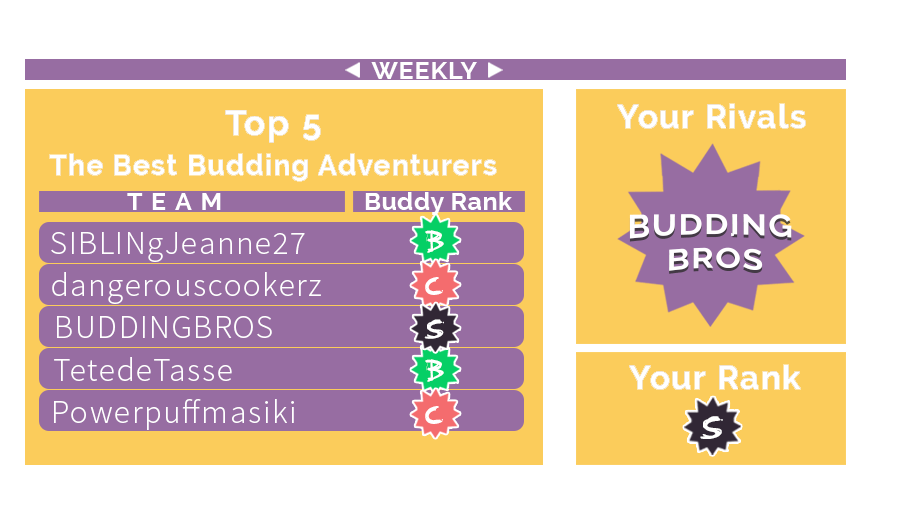 ◄ WEEKLY ►
Top 5
The Best Budding Adventurers
TEAM Buddy Rank
SIBLINgJeanne27 B
dangerouscookerz C
BUDDINGBROS S
TetedeTasse B
Powerpuffmasiki C
Your Rivals
BUDDING
BROS
Your Rank
S